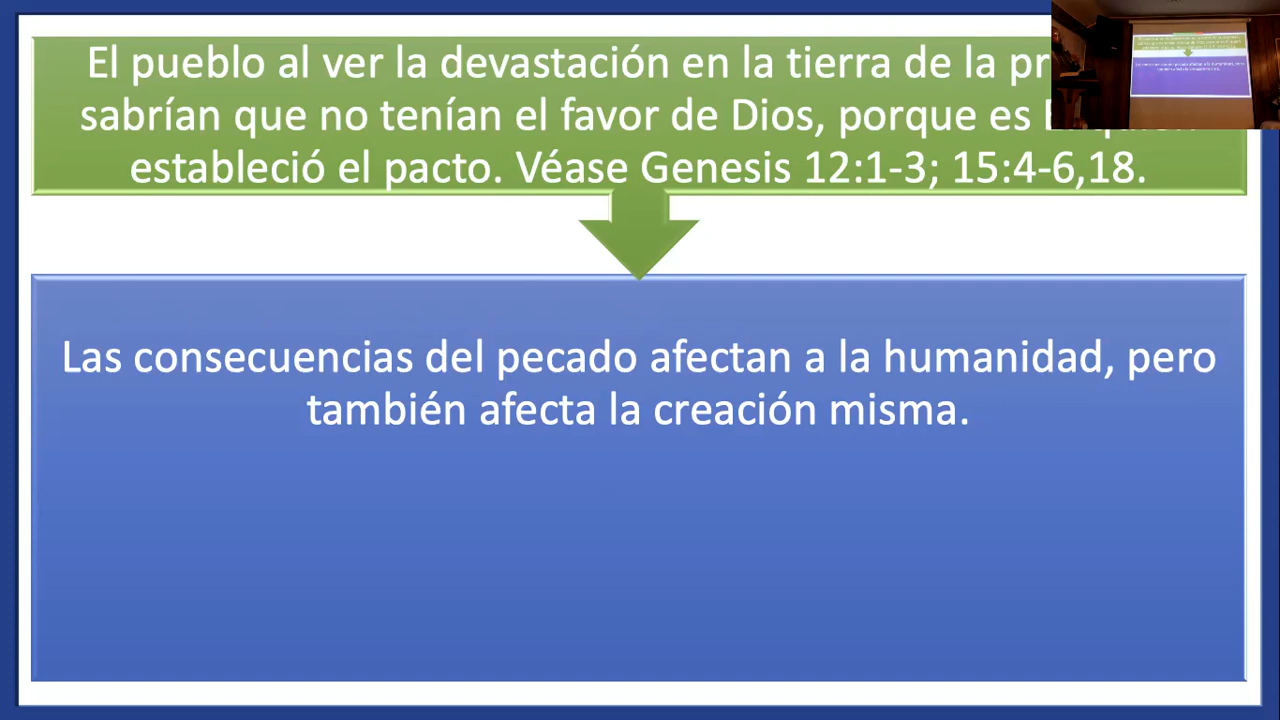 El pueblo al ver la devastación en la tierra de la
sabrían que no tenían el favor de Dios, porque es
estableció el pacto. Véase Genesis 12:1-3; 15:4-6,18.
Las consecuencias del pecado afectan a la humanidad, pero
también afecta la creación misma.